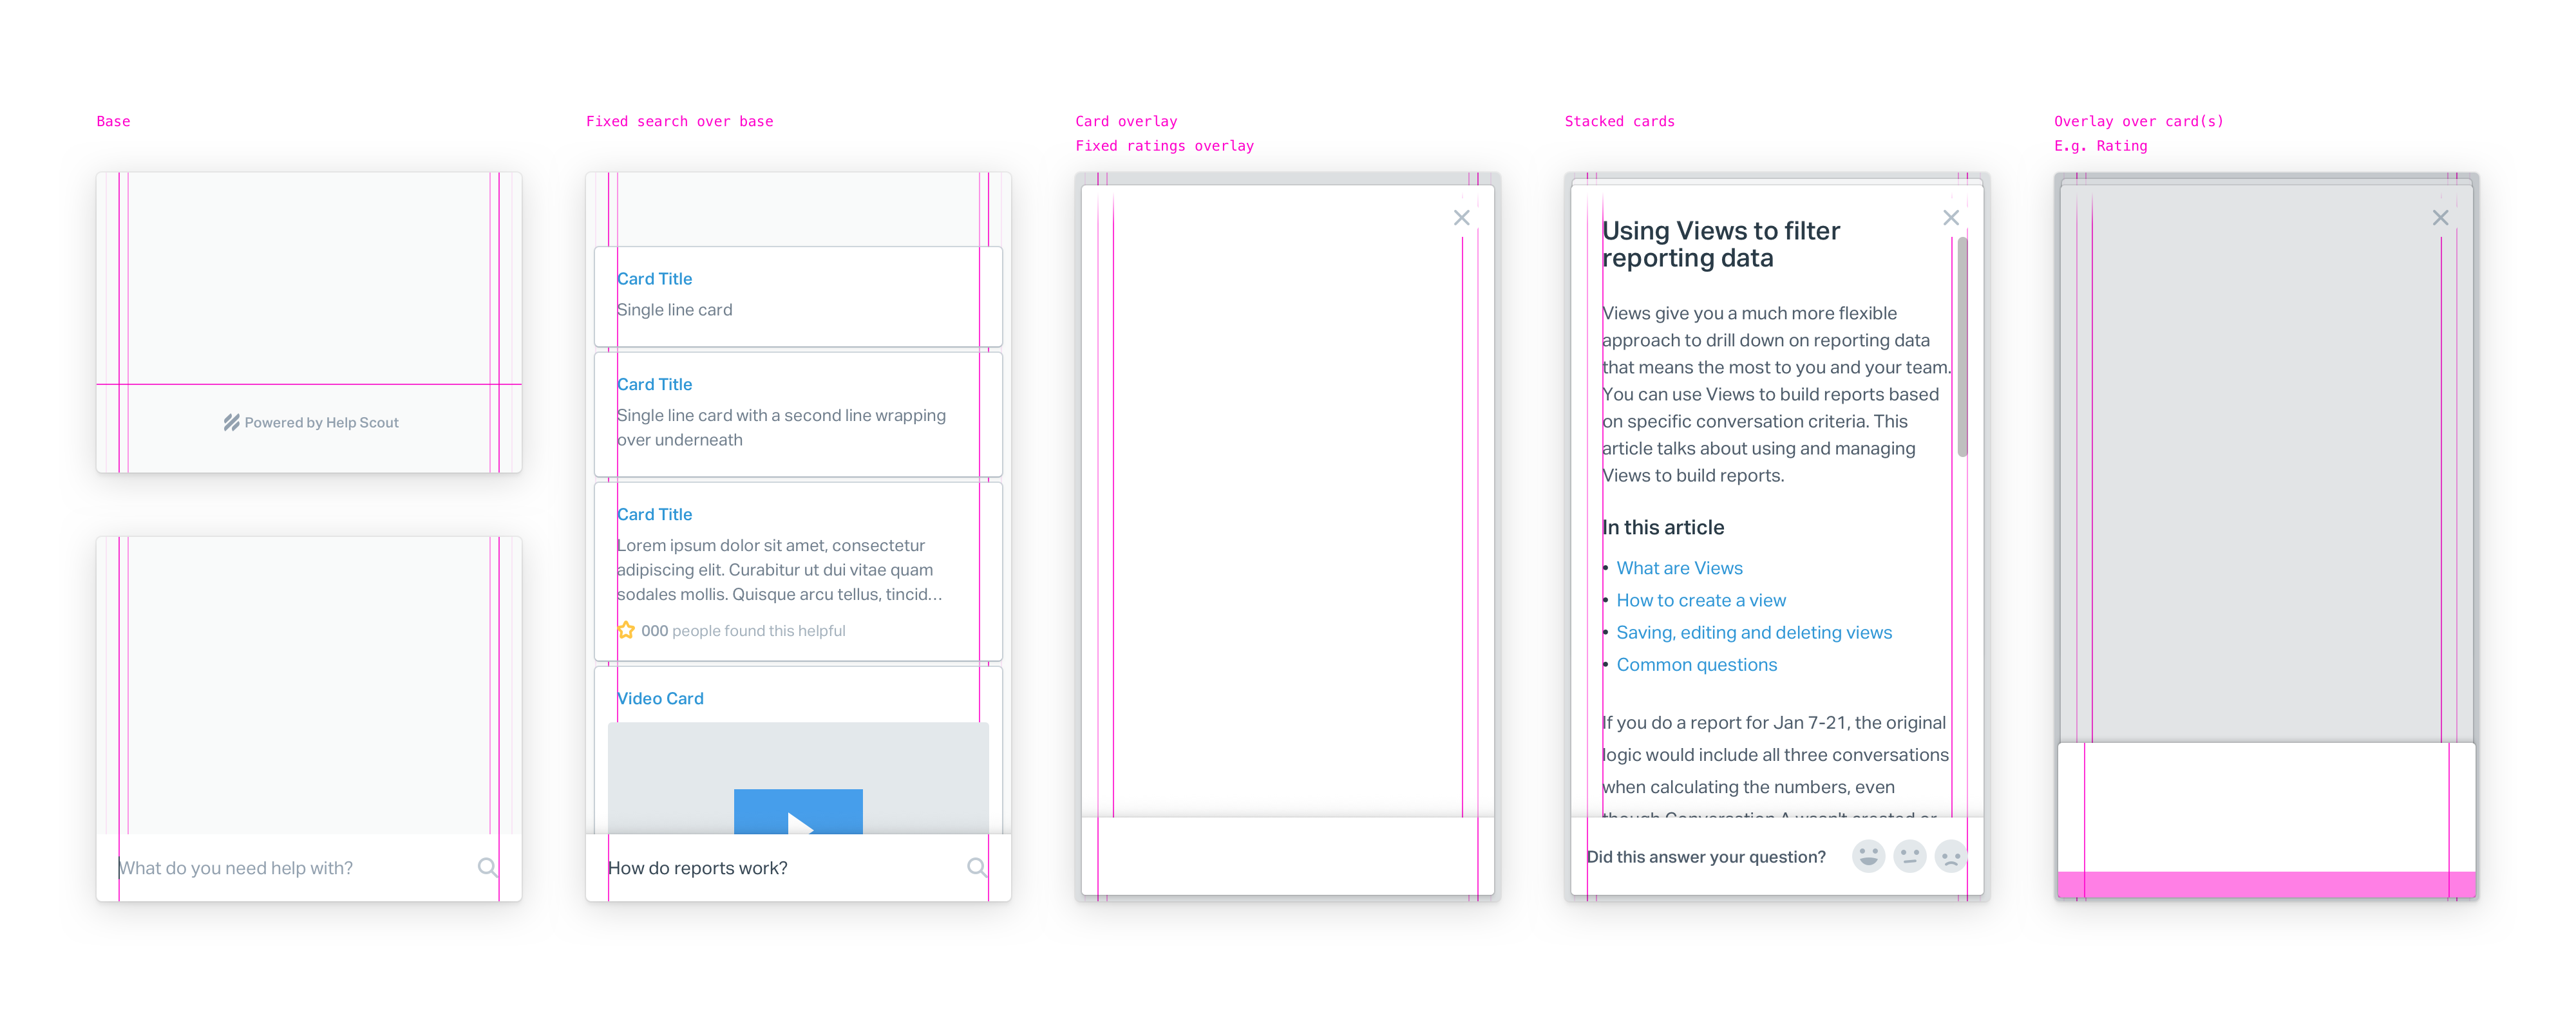 Base
Powered by Help Scout
What do you need help with?
Fixed search over base
Card Title
Single line card
Card Title
Single line card with a second line wrapping
over underneath
Card Title
Lorem ipsum dolor sit amet, consectetur
adipiscing elit. Curabitur ut dui vitae quam
sodales mollis. Quisque arcu tellus, tincid...
000 people found this helpful
Video Card
How do reports work?
Card overlay
Fixed ratings overlay
Stacked cards
Using Views to filter
reporting data
Views give you a much more flexible
approach to drill down on reporting data
that means the most to you and your team.
You can use Views to build reports based
on specific conversation criteria. This
article talks about using and managing
Views to build reports.
In this article
• What are Views
• How to create a view
• Saving, editing and deleting views
• Common questions
If you do a report for Jan 7-21, the original
logic would include all three conversations
when calculating the numbers, even
though Conversation A wasn't created or
Did this answer your question?
Overlay over card(s)
E.g. Rating